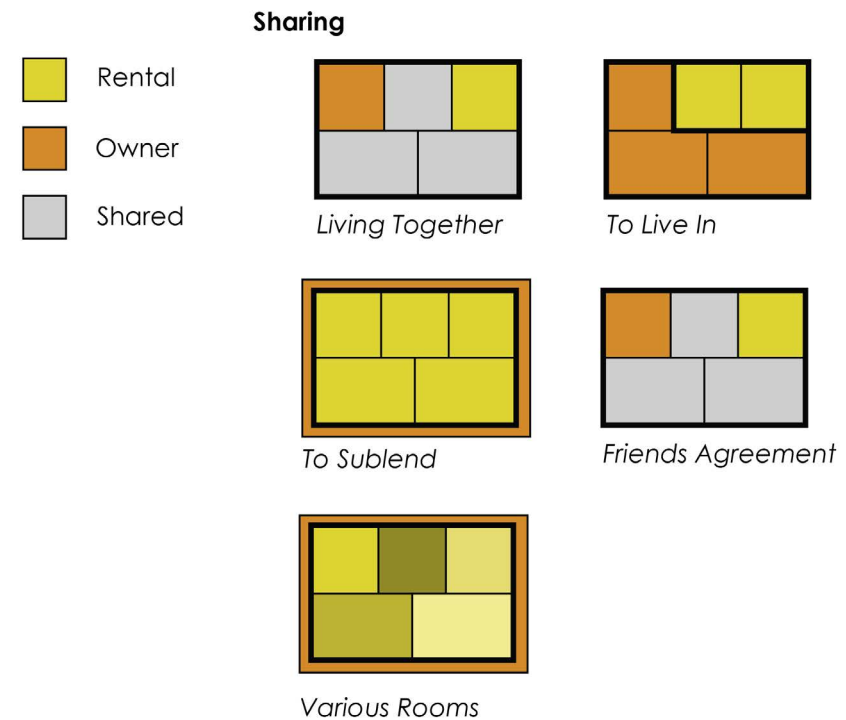 Sharing
Rental
Owner
Shared
Living Together
To Live In
To Sublend
Friends Agreement
Various Rooms